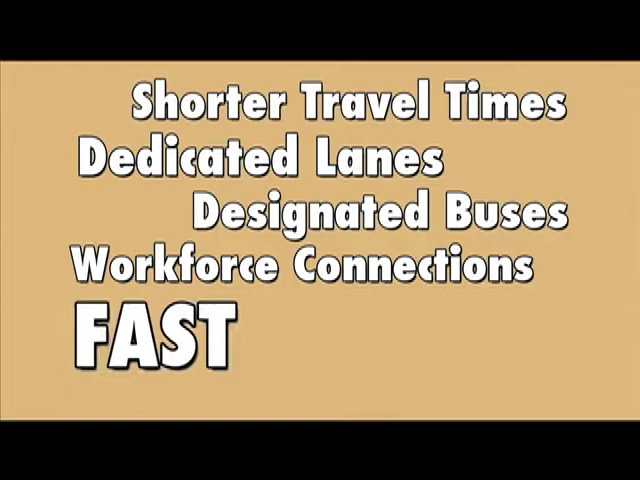 Shorter Travel Times
Dedicated Lanes
Designated Buses
Workforce Connections
FAST